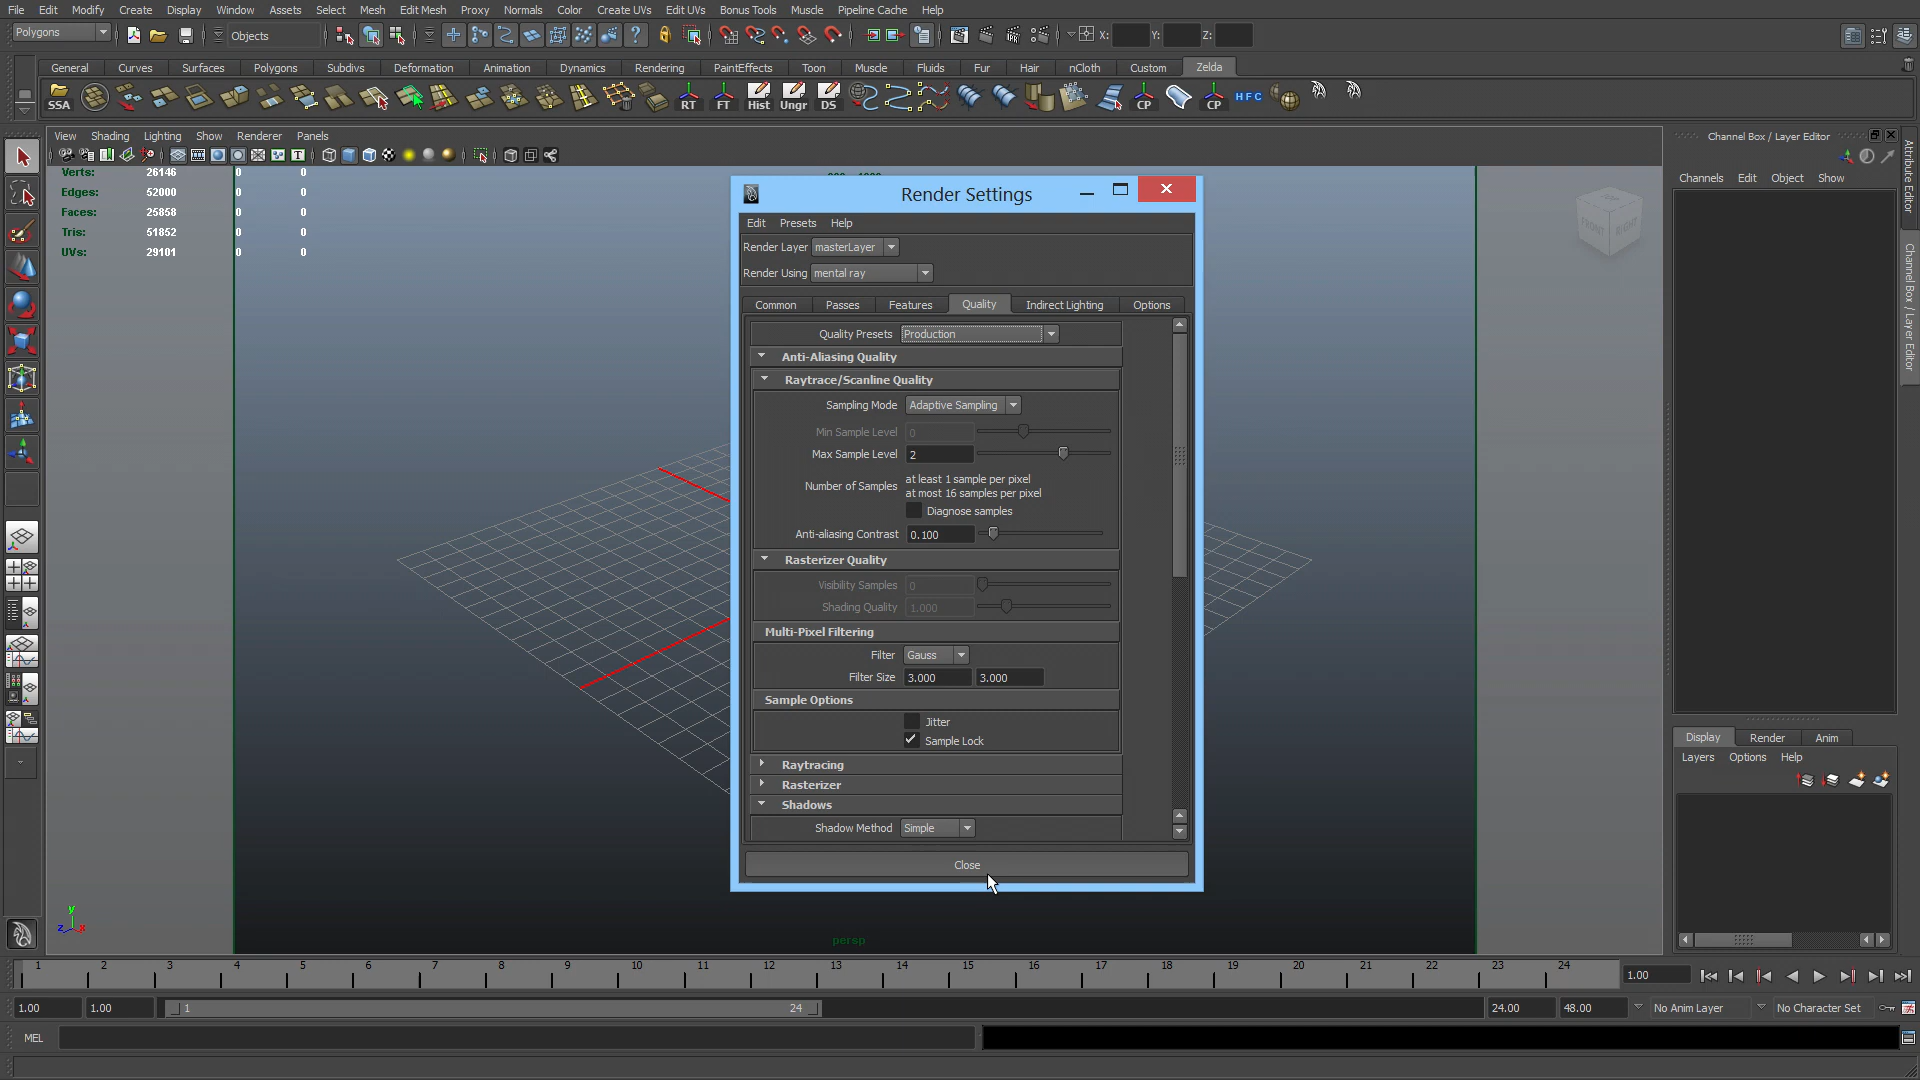 File Edit Modify Create Display Window Assets Select Mesh Edit Mesh Proxy Normals Color Create UVs Edit UVs Bonus Tools Muscle Pipeline Cache Help
Polygons Objects X: Y: Z:
General Curves Surfaces Polygons Subdivs Deformation Animation Dynamics Rendering PaintEffects Toon Muscle Fluids Fur Hair nCloth Custom Zelda
SSA RT FT Hist Ungr DS CP CP HFC
View Shading Lighting Show Renderer Panels
Channel Box / Layer Editor
Channels Edit Object Show
Attribute Editor
Channel Box / Layer Editor
Verts: 26146 0 0
Edges: 52000 0 0
Faces: 25858 0 0
Tris: 51852 0 0
UVs: 29101 0 0
FRONT RIGHT
Render Settings
Edit Presets Help
Render Layer masterLayer
Render Using mental ray
Common Passes Features Quality Indirect Lighting Options
Quality Presets Production
Anti-Aliasing Quality
Raytrace/Scanline Quality
Sampling Mode Adaptive Sampling
Min Sample Level 0
Max Sample Level 2
Number of Samples at least 1 sample per pixel
at most 16 samples per pixel
Diagnose samples
Anti-aliasing Contrast 0.100
Rasterizer Quality
Visibility Samples 0
Shading Quality 1.000
Multi-Pixel Filtering
Filter Gauss
Filter Size 3.000 3.000
Sample Options
Jitter
Sample Lock
Raytracing
Rasterizer
Shadows
Shadow Method Simple
Close
persp
y
z x
Display Render Anim
Layers Options Help
1 2 3 4 5 6 7 8 9 10 11 12 13 14 15 16 17 18 19 20 21 22 23 24 1.00
1.00 1.00 1 24 24.00 48.00 No Anim Layer No Character Set
MEL